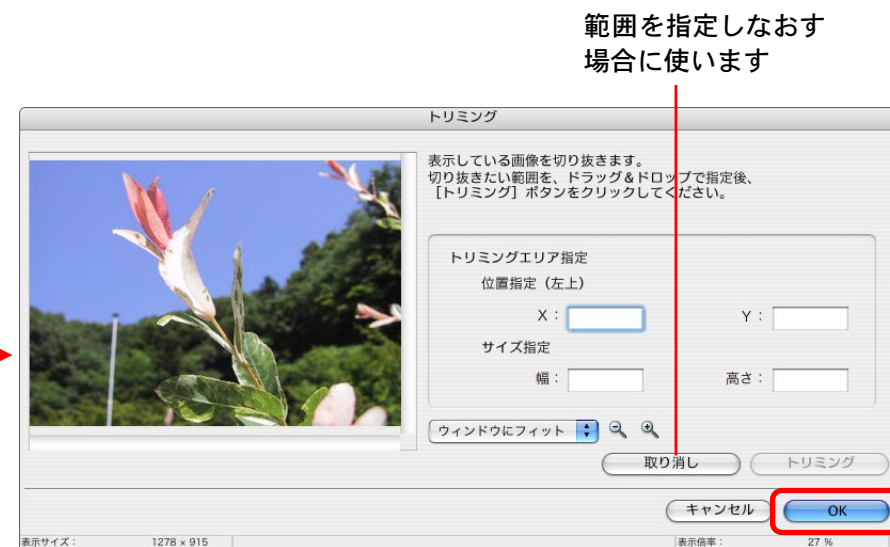 範囲を指定しなおす
場合に使います
トリミング
表示している画像を切り抜きます。
切り抜きたい範囲を、ドラッグ＆ドロップで指定後、
［トリミング］ボタンをクリックしてください。
トリミングエリア指定
位置指定（左上）
X： Y：
サイズ指定
幅： 高さ：
ウィンドウにフィット
取り消し トリミング
キャンセル OK
表示サイズ： 1278 × 915 表示倍率： 27 %